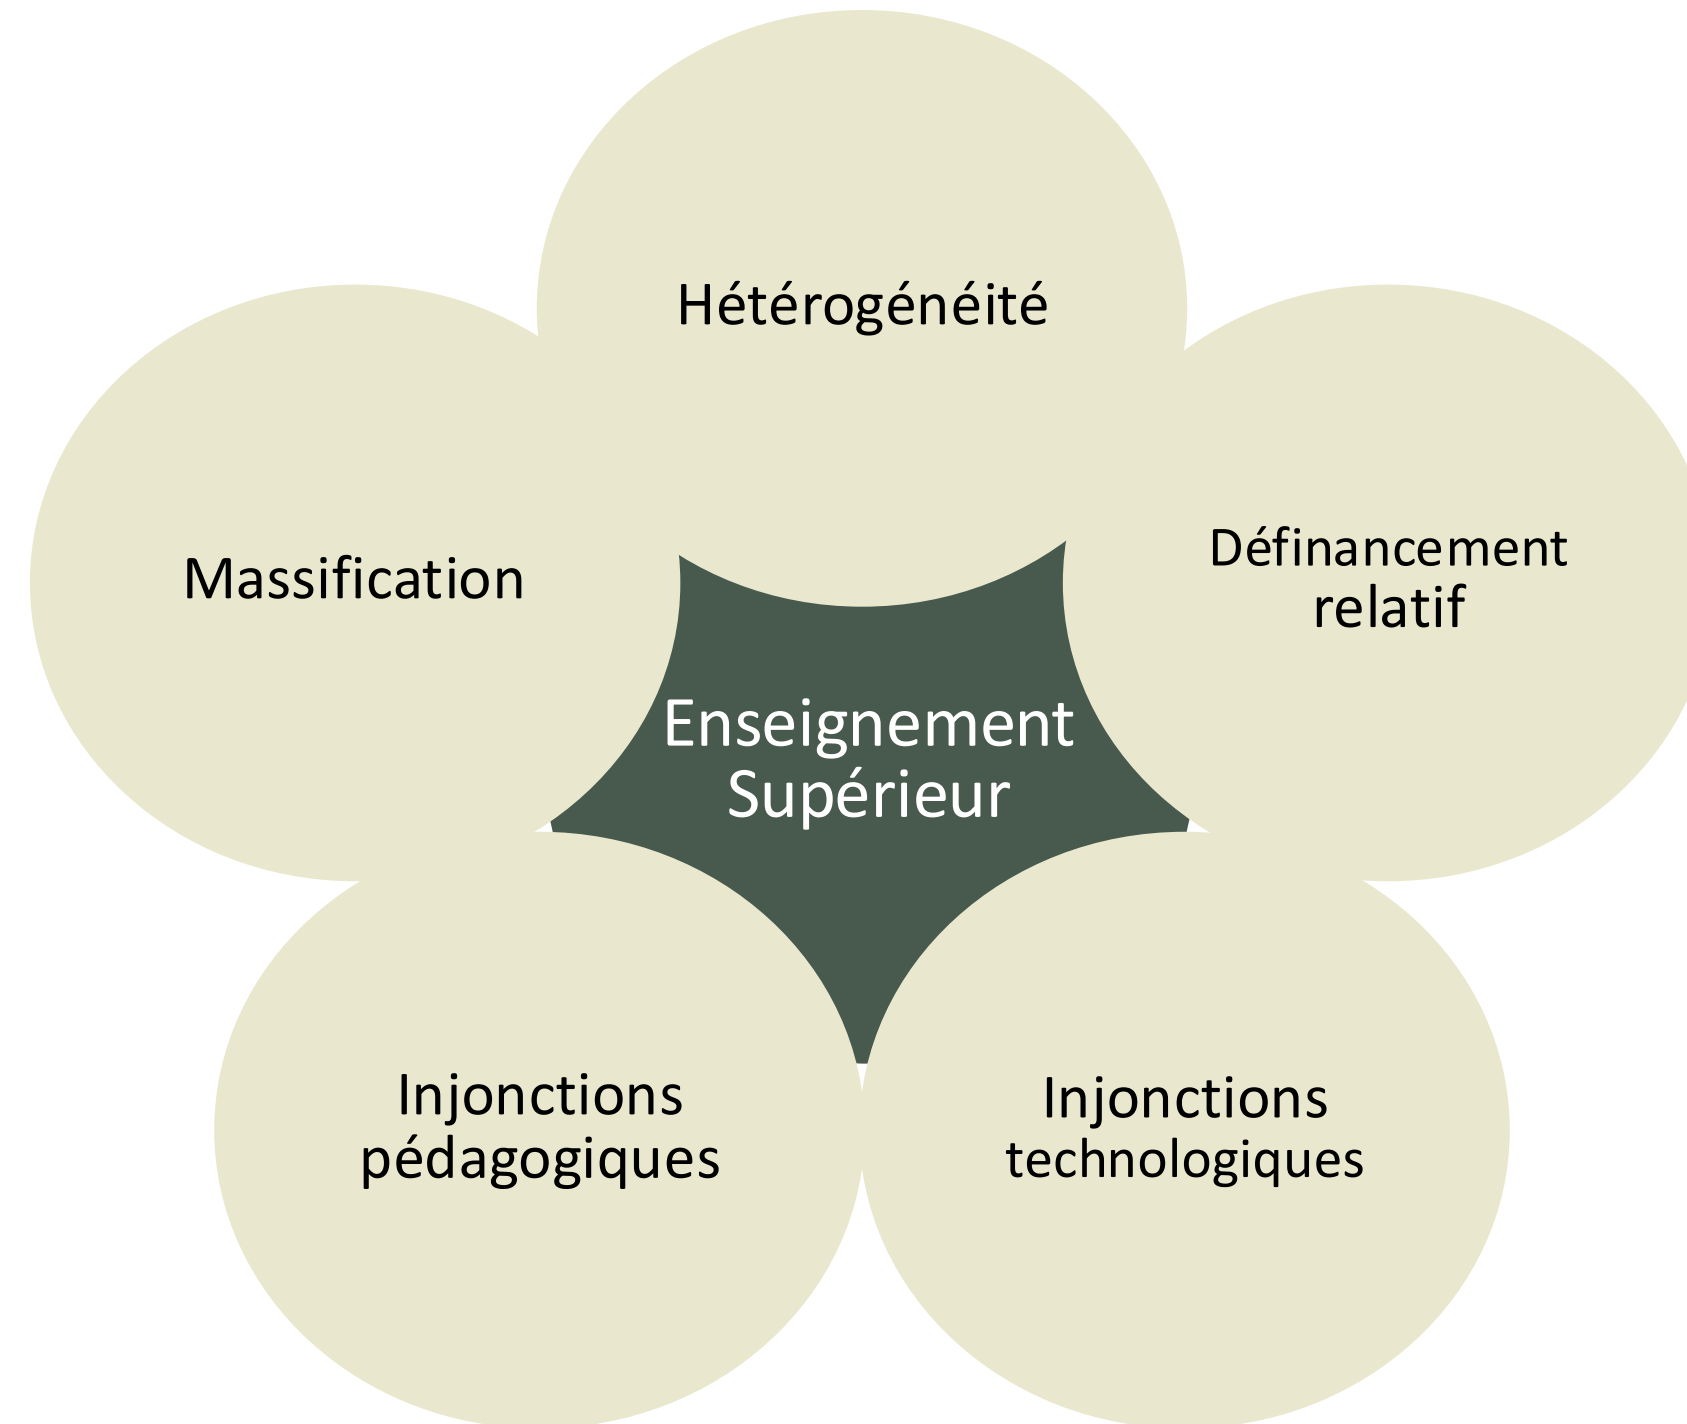 Hétérogénéité
Massification
Définancement
relatif
Enseignement
Supérieur
Injonctions
pédagogiques
Injonctions
technologiques